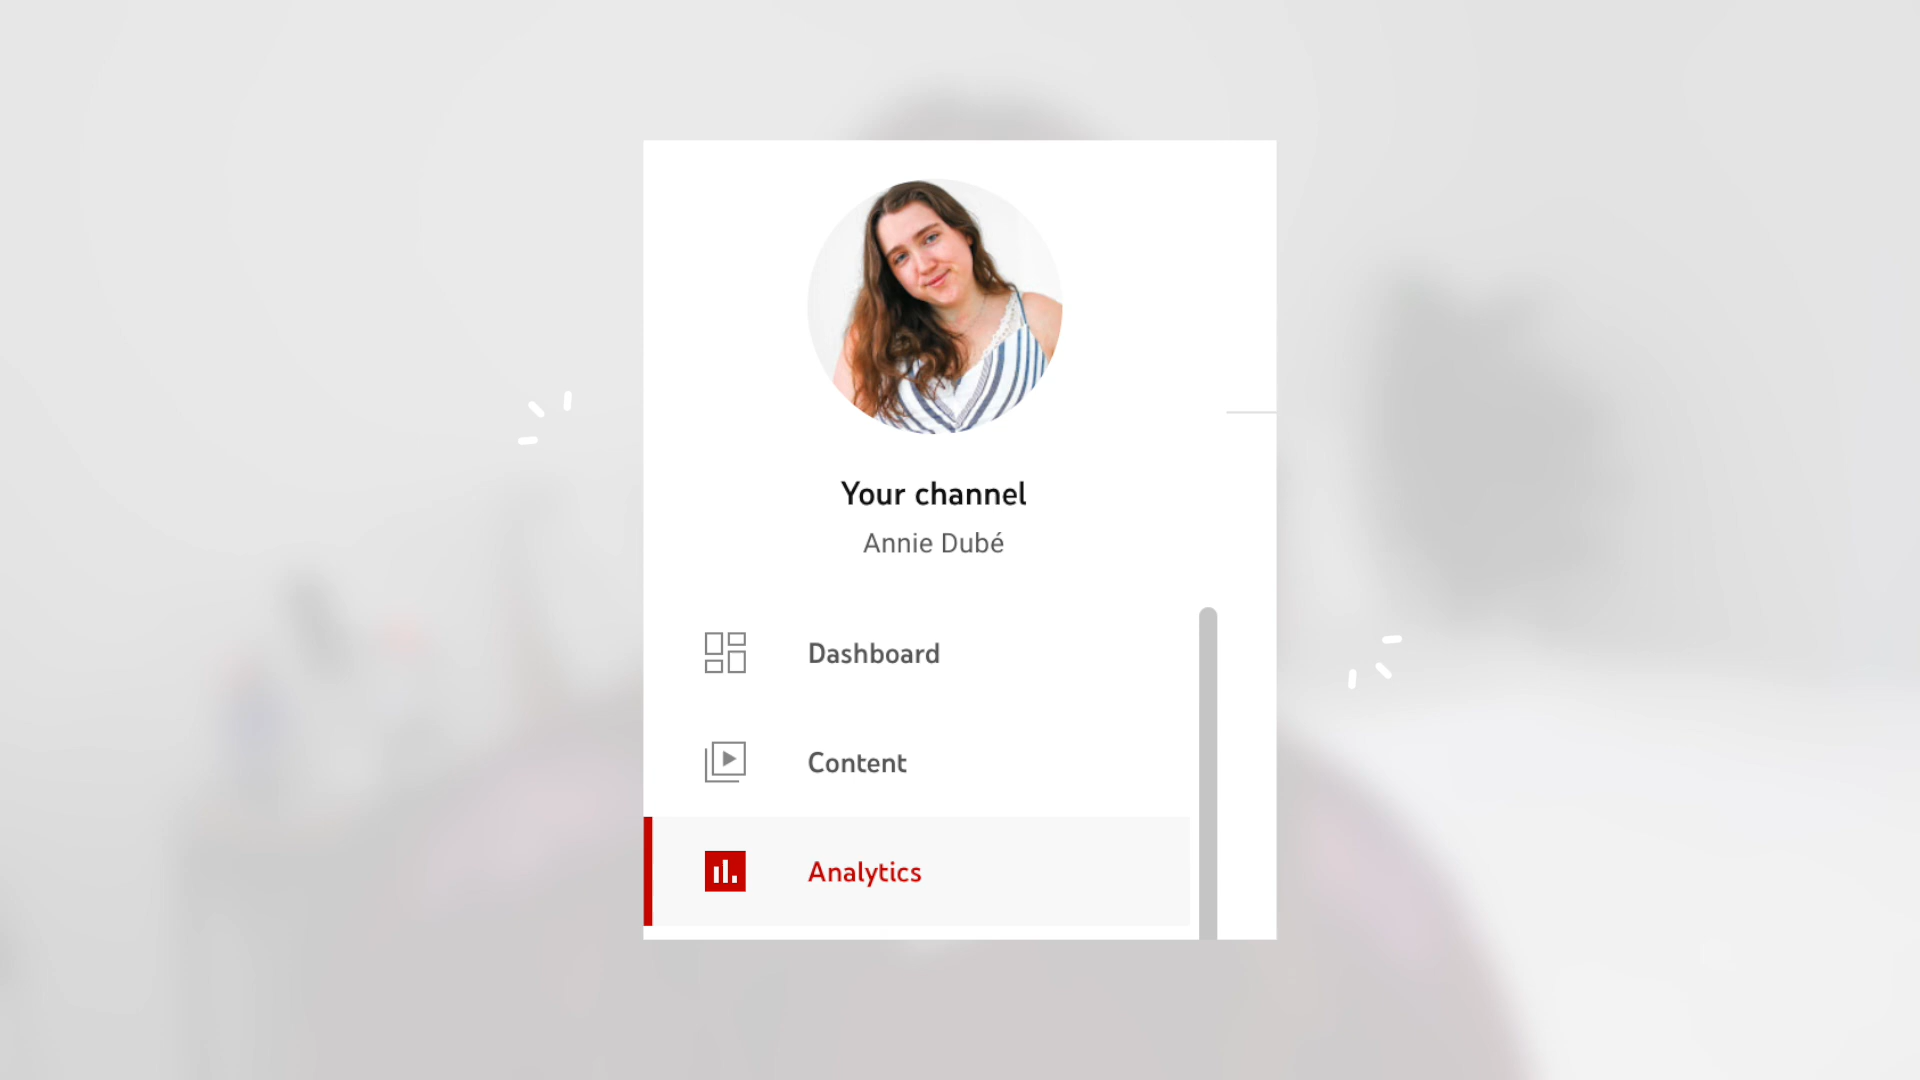 Your channel
Annie Dubé
Dashboard
Content
Analytics